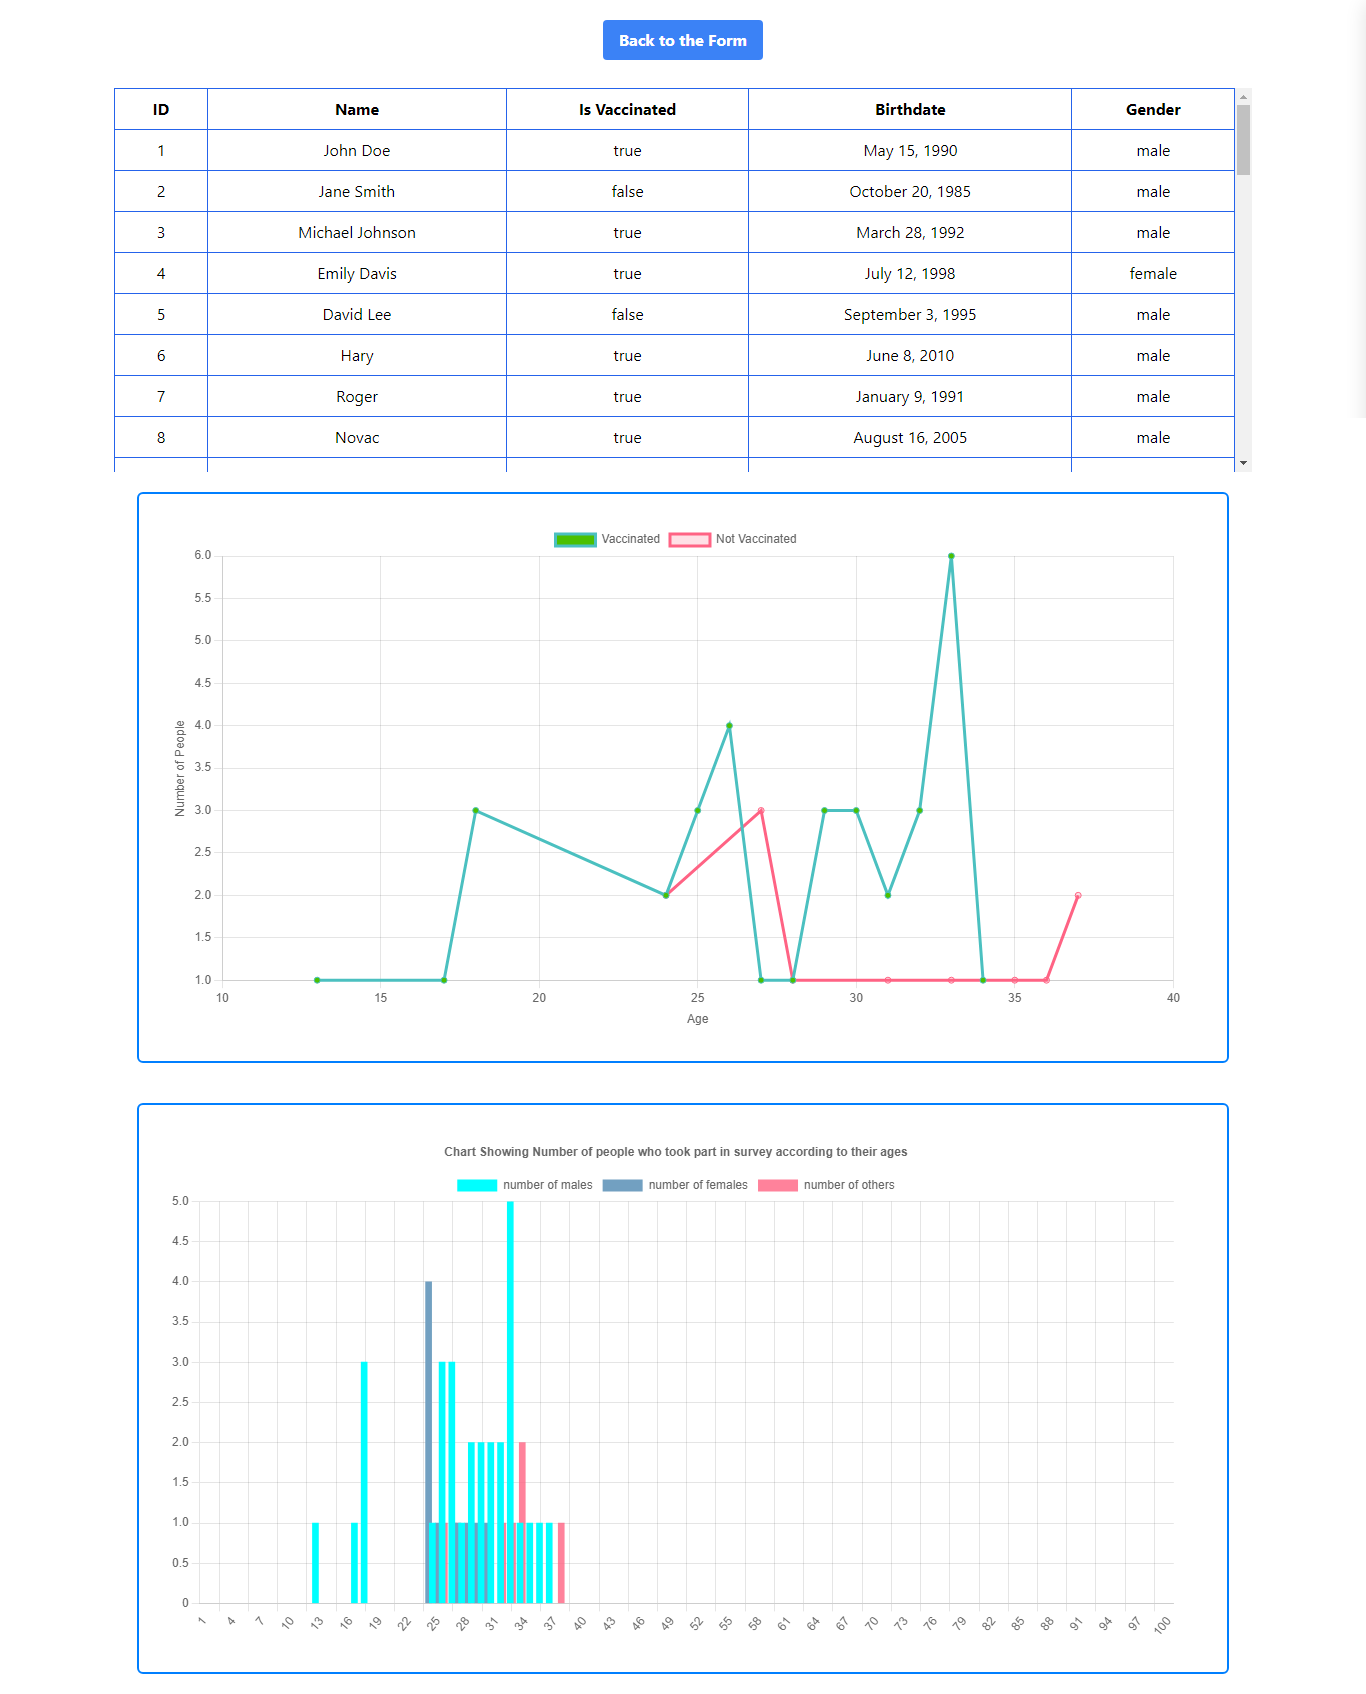 Back to the Form
ID Name Is Vaccinated Birthdate Gender
1 John Doe true May 15, 1990 male
2 Jane Smith false October 20, 1985 male
3 Michael Johnson true March 28, 1992 male
4 Emily Davis true July 12, 1998 female
5 David Lee false September 3, 1995 male
6 Hary true June 8, 2010 male
7 Roger true January 9, 1991 male
8 Novac true August 16, 2005 male
Vaccinated Not Vaccinated
6.0
5.5
5.0
4.5
4.0
3.5
3.0
2.5
2.0
1.5
1.0
Number of People
10 15 20 25 30 35 40
Age
Chart Showing Number of people who took part in survey according to their ages
number of males number of females number of others
5.0
4.5
4.0
3.5
3.0
2.5
2.0
1.5
1.0
0.5
0
1 4 7 10 13 16 19 22 25 28 31 34 37 40 43 46 49 52 55 58 61 64 67 70 73 76 79 82 85 88 91 94 97 100